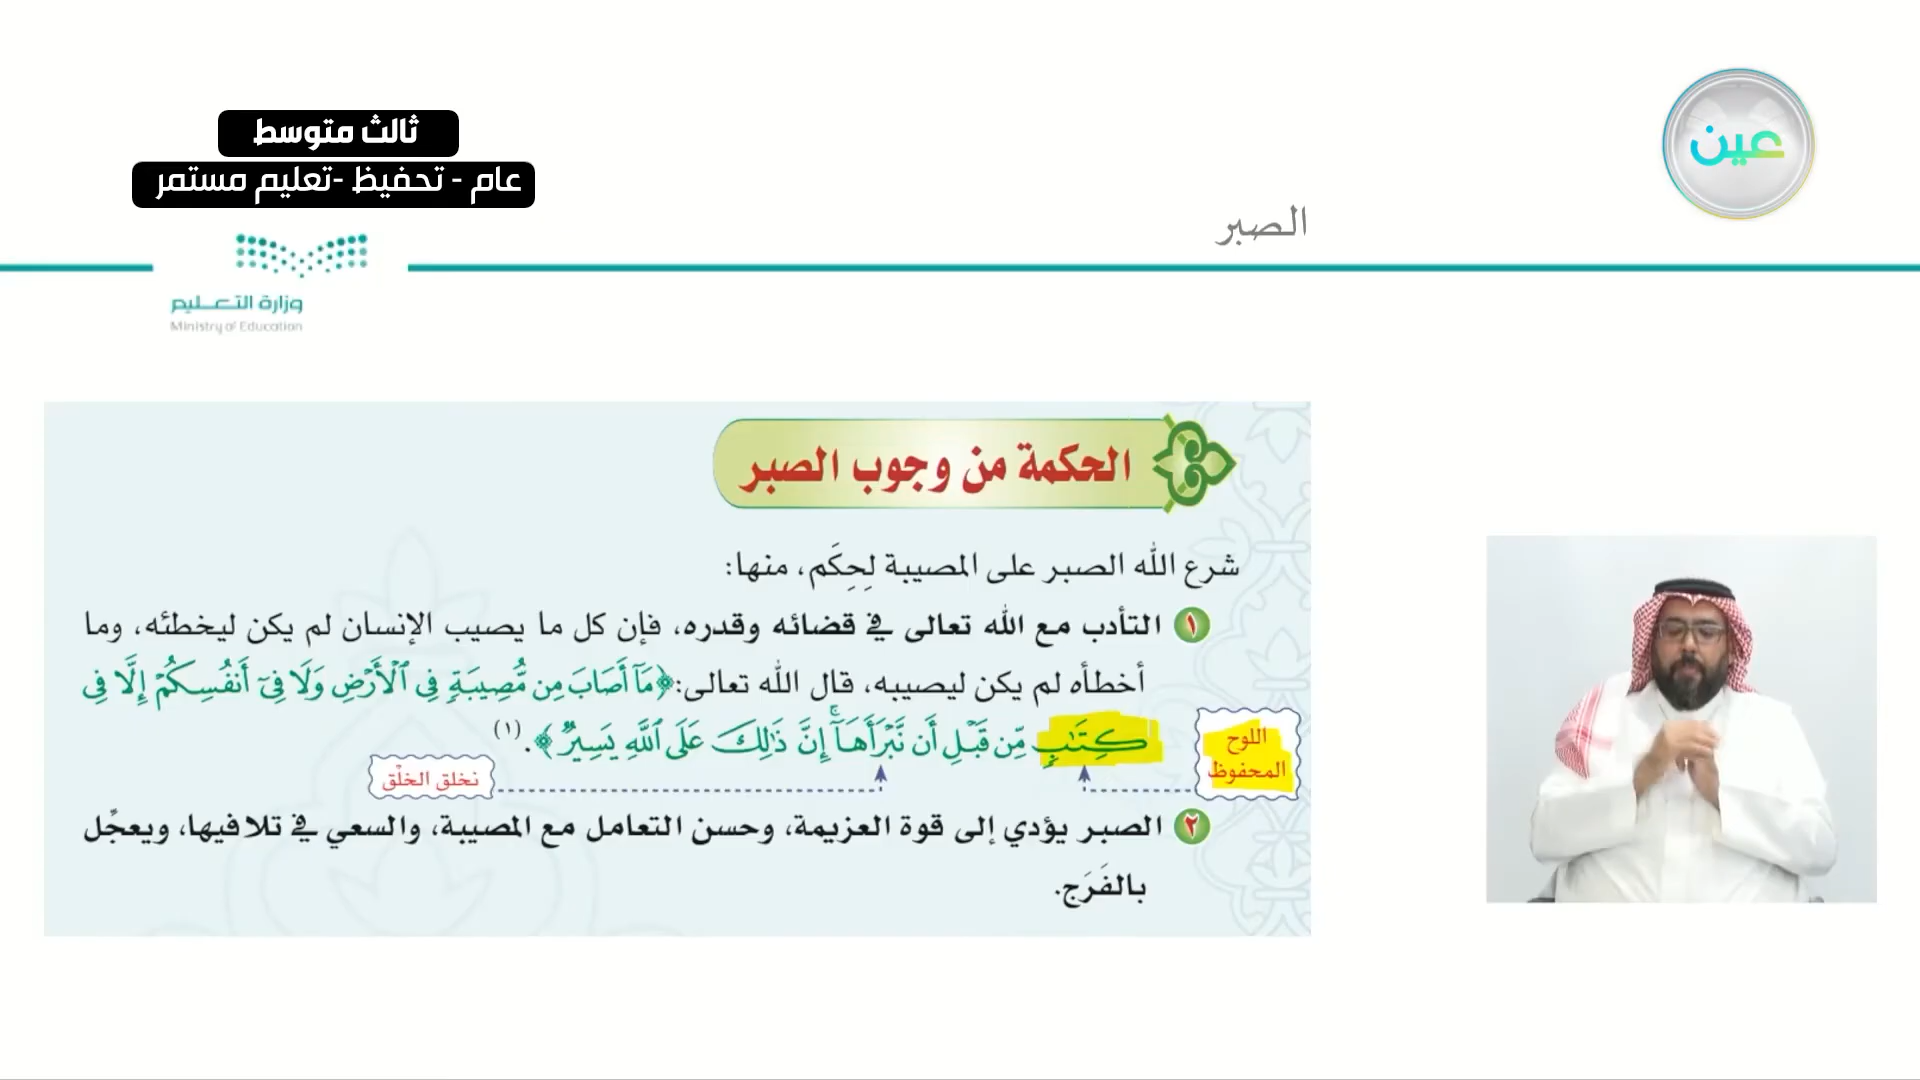 ثالث متوسط
عام - تحفيظ -تعليم مستمر
عين
الصبر
وزارة التعـــليم
Ministry of Education
الحكمة من وجوب الصبر
شرع الله الصبر على المصيبة لِحِكَم، منها:
١ التأدب مع الله تعالى في قضائه وقدره، فإن كل ما يصيب الإنسان لم يكن ليخطئه، وما
أخطأه لم يكن ليصيبه، قال الله تعالى:﴿مَآ أَصَابَ مِن مُّصِيبَةٍ فِي ٱلْأَرْضِ وَلَا فِيٓ أَنفُسِكُمْ إِلَّا فِي
كِتَٰبٍ مِّن قَبْلِ أَن نَّبْرَأَهَآ ۚ إِنَّ ذَٰلِكَ عَلَى ٱللَّهِ يَسِيرٌ﴾.(١)
اللوح
المحفوظ
نخلق الخلْق
٢ الصبر يؤدي إلى قوة العزيمة، وحسن التعامل مع المصيبة، والسعي في تلافيها، ويعجِّل
بالفَرَج.